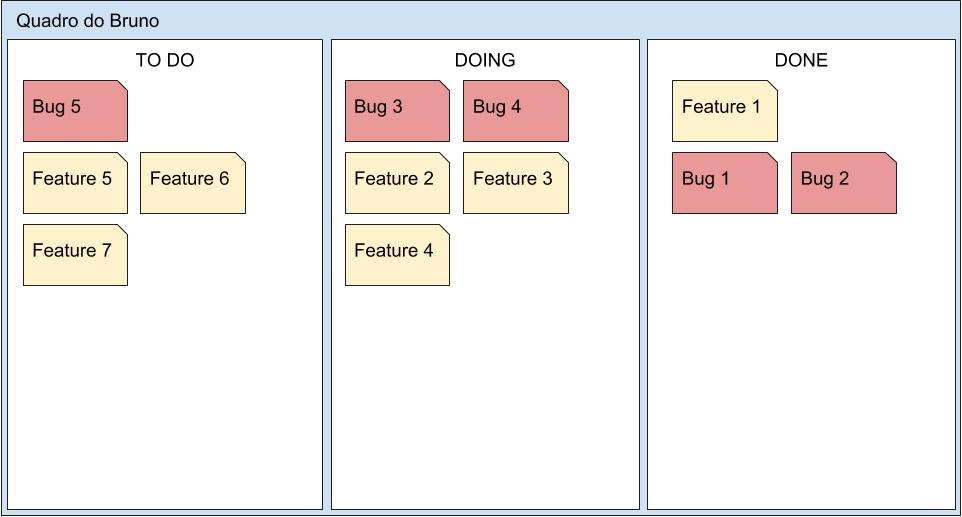 Quadro do Bruno
TO DO
Bug 5
Feature 5
Feature 6
Feature 7
DOING
Bug 3
Bug 4
Feature 2
Feature 3
Feature 4
DONE
Feature 1
Bug 1
Bug 2